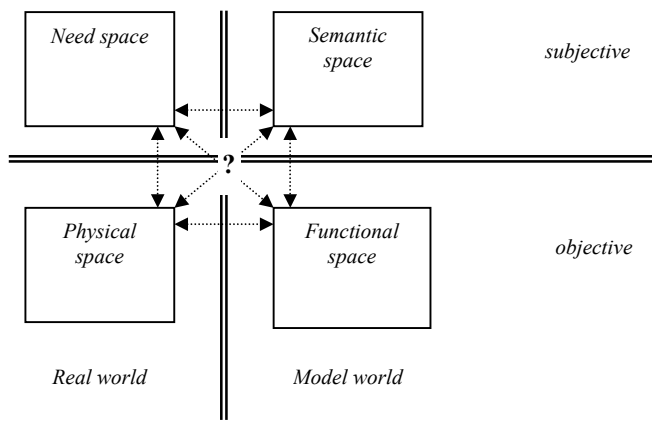 Need space
Semantic
space
subjective
?
Physical
space
Functional
space
objective
Real world
Model world